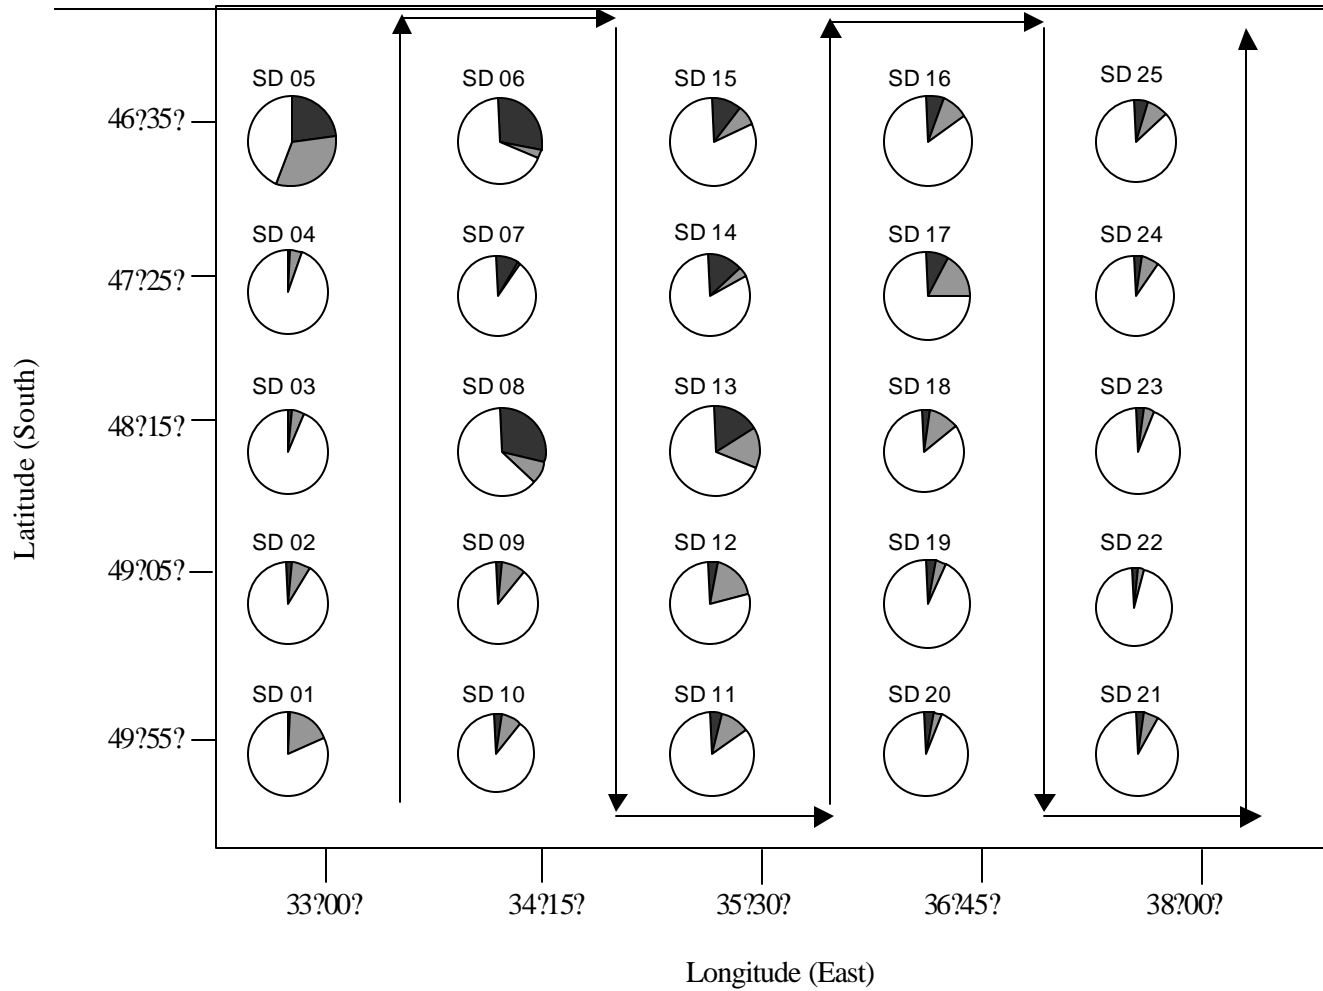 SD 05 SD 06 SD 15 SD 16 SD 25
46?35?
SD 04 SD 07 SD 14 SD 17 SD 24
47?25?
SD 03 SD 08 SD 13 SD 18 SD 23
48?15?
SD 02 SD 09 SD 12 SD 19 SD 22
49?05?
SD 01 SD 10 SD 11 SD 20 SD 21
49?55?
Latitude (South)
33?00? 34?15? 35?30? 36?45? 38?00?
Longitude (East)